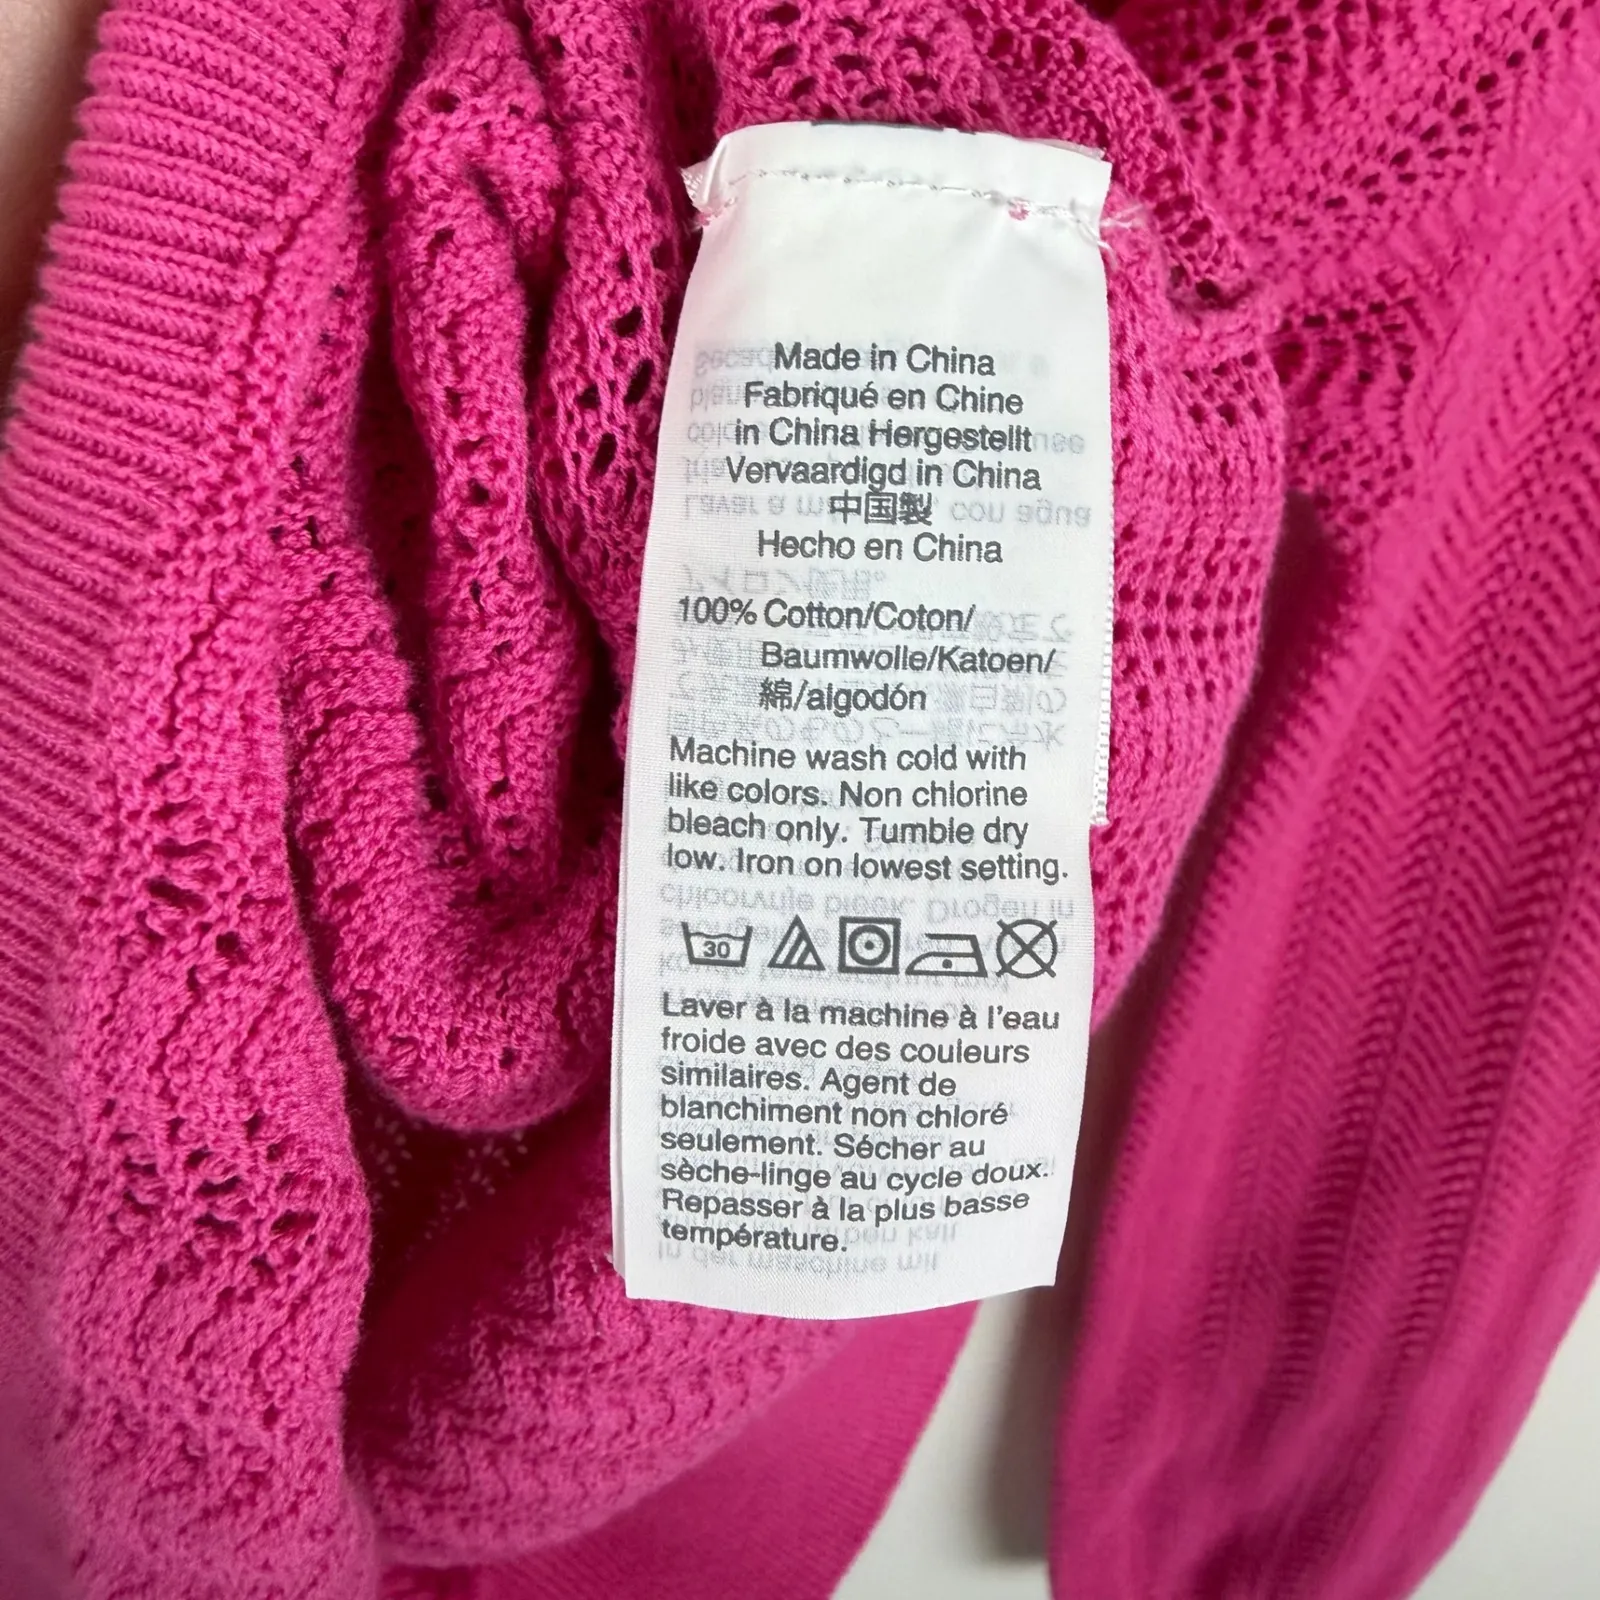 Made in China
Fabriqué en Chine
in China Hergestellt
Vervaardigd in China
中国製
Hecho en China
100% Cotton/Coton/
Baumwolle/Katoen/
綿/algodón
Machine wash cold with
like colors. Non chlorine
bleach only. Tumble dry
low. Iron on lowest setting.
30
Laver à la machine à l'eau
froide avec des couleurs
similaires. Agent de
blanchiment non chloré
seulement. Sécher au
sèche-linge au cycle doux.
Repasser à la plus basse
température.